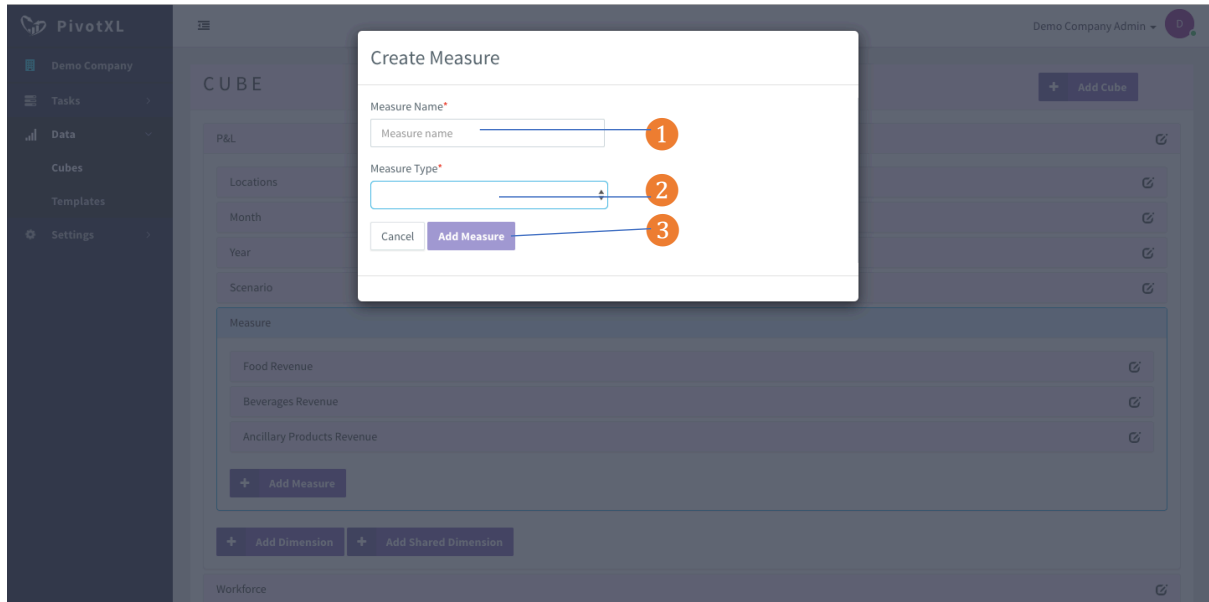 PivotXL
Demo Company Admin
D
Demo Company
Tasks
Data
Cubes
Templates
Settings
CUBE
Add Cube
P&L
Locations
Month
Year
Scenario
Measure
Food Revenue
Beverages Revenue
Ancillary Products Revenue
Add Measure
Add Dimension
Add Shared Dimension
Workforce
Create Measure
Measure Name*
Measure name
1
Measure Type*
2
Cancel
Add Measure
3